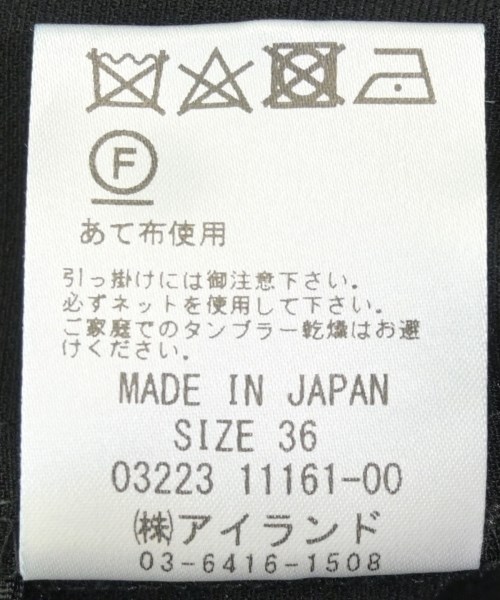 F
あて布使用
引っ掛けには御注意下さい。
必ずネットを使用して下さい。
ご家庭でのタンブラー乾燥はお避
けください。
MADE IN JAPAN
SIZE 36
03223 11161-00
㈱アイランド
03-6416-1508